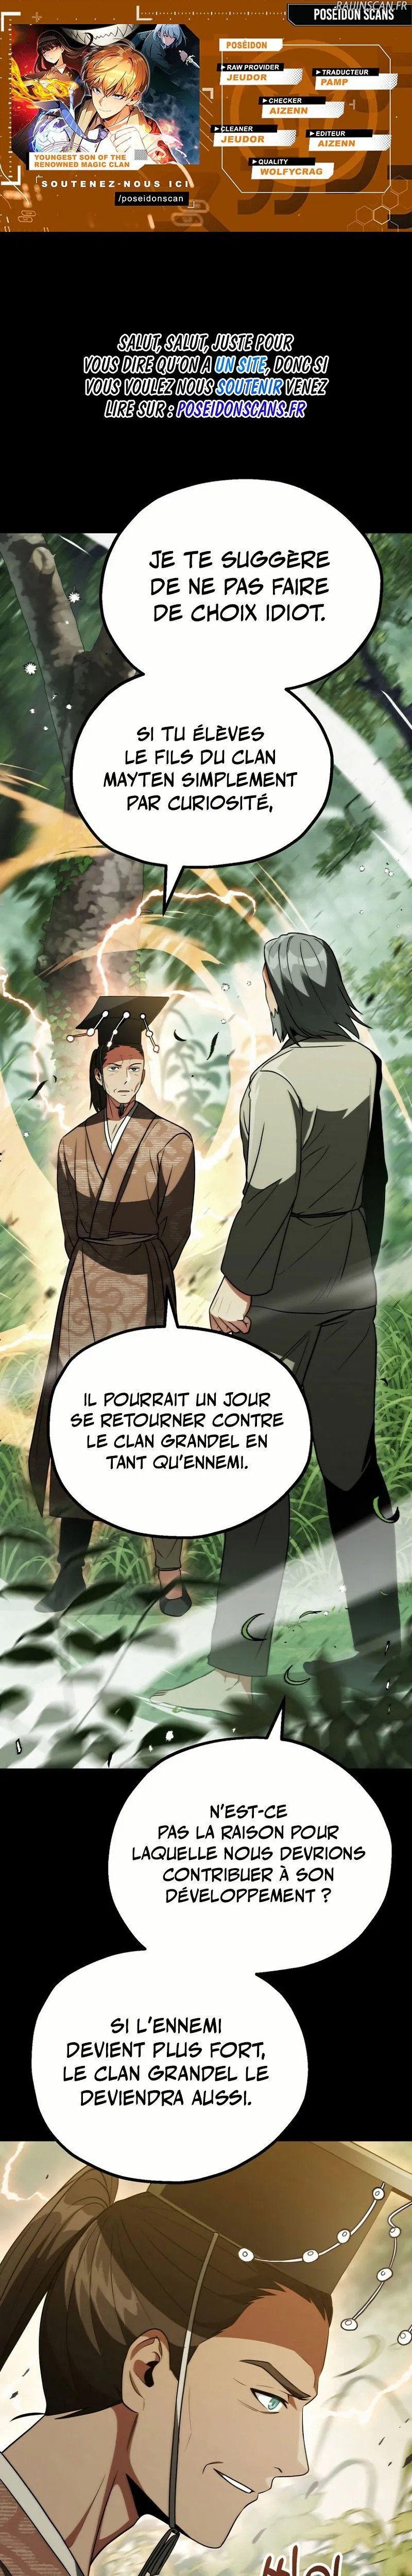 RAIJINSCAN.FR
POSÉIDON SCANS
POSÉIDON
RAW PROVIDER
JEUDOR
TRADUCTEUR
PAMP
CHECKER
AIZENN
CLEANER
JEUDOR
EDITEUR
AIZENN
QUALITY
WOLFYCRAG
YOUNGEST SON OF THE
RENOWNED MAGIC CLAN
SOUTENEZ-NOUS ICI
/poseidonscan
SALUT, SALUT, JUSTE POUR
VOUS DIRE QU'ON A UN SITE, DONC SI
VOUS VOULEZ NOUS SOUTENIR VENEZ
LIRE SUR : POSEIDONSCANS.FR
JE TE SUGGÈRE
DE NE PAS FAIRE
DE CHOIX IDIOT.
SI TU ÉLÈVES
LE FILS DU CLAN
MAYTEN SIMPLEMENT
PAR CURIOSITÉ,
IL POURRAIT UN JOUR
SE RETOURNER CONTRE
LE CLAN GRANDEL EN
TANT QU'ENNEMI.
N'EST-CE
PAS LA RAISON POUR
LAQUELLE NOUS DEVRIONS
CONTRIBUER À SON
DÉVELOPPEMENT ?
SI L'ENNEMI
DEVIENT PLUS FORT,
LE CLAN GRANDEL LE
DEVIENDRA AUSSI.